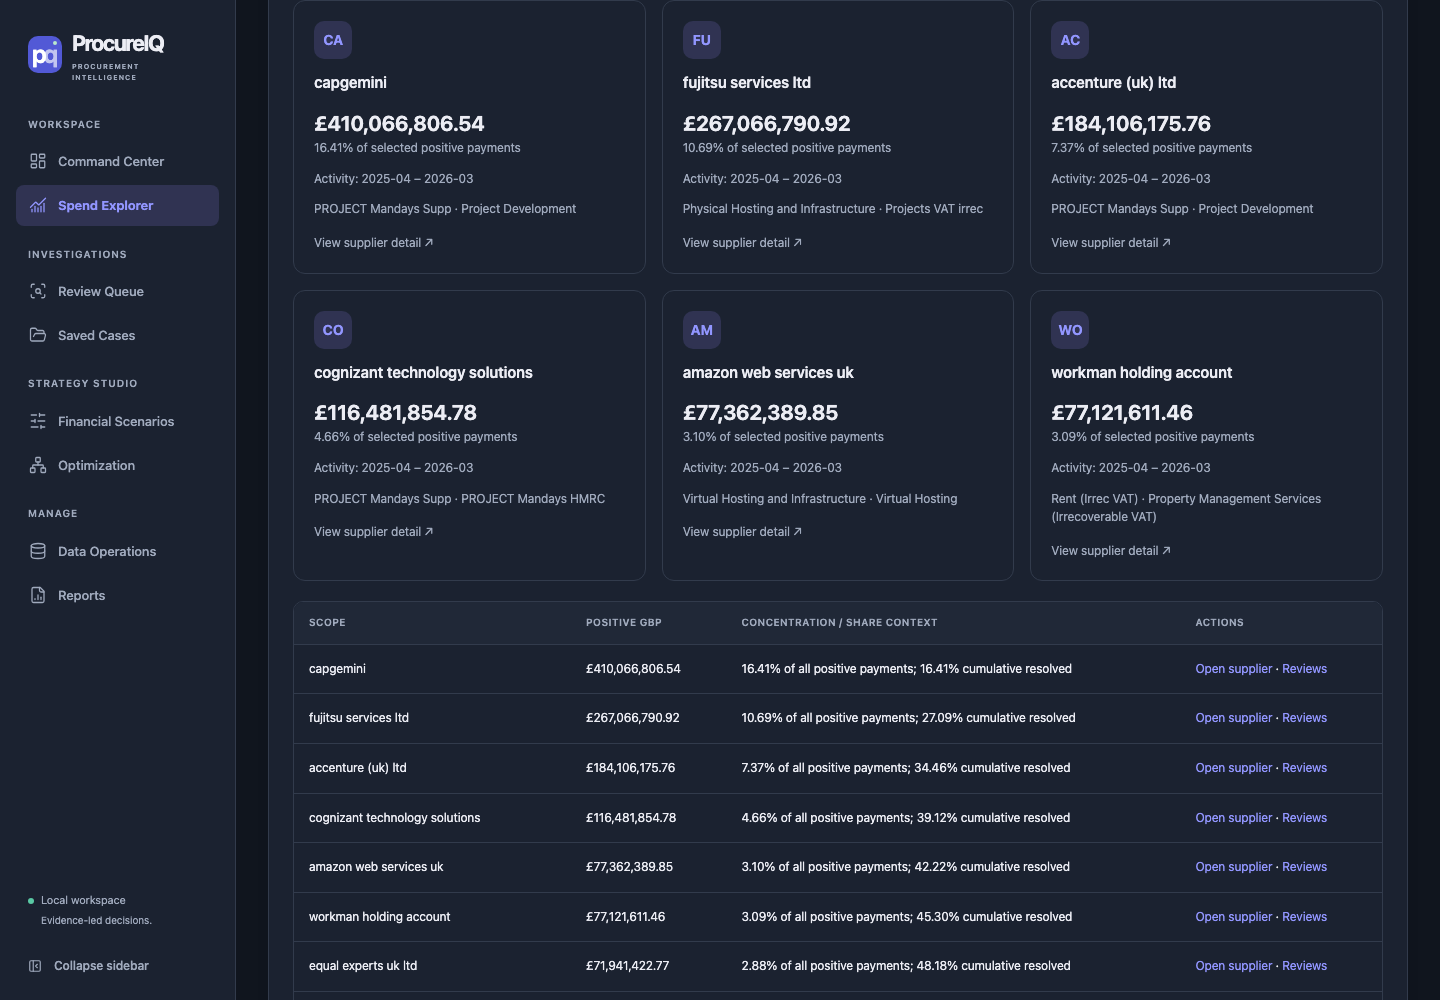 pq ProcureIQ
PROCUREMENT
INTELLIGENCE
WORKSPACE
Command Center
Spend Explorer
INVESTIGATIONS
Review Queue
Saved Cases
STRATEGY STUDIO
Financial Scenarios
Optimization
MANAGE
Data Operations
Reports
Local workspace
Evidence-led decisions.
Collapse sidebar
CA
capgemini
£410,066,806.54
16.41% of selected positive payments
Activity: 2025-04 – 2026-03
PROJECT Mandays Supp · Project Development
View supplier detail ↗
FU
fujitsu services ltd
£267,066,790.92
10.69% of selected positive payments
Activity: 2025-04 – 2026-03
Physical Hosting and Infrastructure · Projects VAT irrec
View supplier detail ↗
AC
accenture (uk) ltd
£184,106,175.76
7.37% of selected positive payments
Activity: 2025-04 – 2026-03
PROJECT Mandays Supp · Project Development
View supplier detail ↗
CO
cognizant technology solutions
£116,481,854.78
4.66% of selected positive payments
Activity: 2025-04 – 2026-03
PROJECT Mandays Supp · PROJECT Mandays HMRC
View supplier detail ↗
AM
amazon web services uk
£77,362,389.85
3.10% of selected positive payments
Activity: 2025-04 – 2026-03
Virtual Hosting and Infrastructure · Virtual Hosting
View supplier detail ↗
WO
workman holding account
£77,121,611.46
3.09% of selected positive payments
Activity: 2025-04 – 2026-03
Rent (Irrec VAT) · Property Management Services
(Irrecoverable VAT)
View supplier detail ↗
SCOPE POSITIVE GBP CONCENTRATION / SHARE CONTEXT ACTIONS
capgemini £410,066,806.54 16.41% of all positive payments; 16.41% cumulative resolved Open supplier · Reviews
fujitsu services ltd £267,066,790.92 10.69% of all positive payments; 27.09% cumulative resolved Open supplier · Reviews
accenture (uk) ltd £184,106,175.76 7.37% of all positive payments; 34.46% cumulative resolved Open supplier · Reviews
cognizant technology solutions £116,481,854.78 4.66% of all positive payments; 39.12% cumulative resolved Open supplier · Reviews
amazon web services uk £77,362,389.85 3.10% of all positive payments; 42.22% cumulative resolved Open supplier · Reviews
workman holding account £77,121,611.46 3.09% of all positive payments; 45.30% cumulative resolved Open supplier · Reviews
equal experts uk ltd £71,941,422.77 2.88% of all positive payments; 48.18% cumulative resolved Open supplier · Reviews